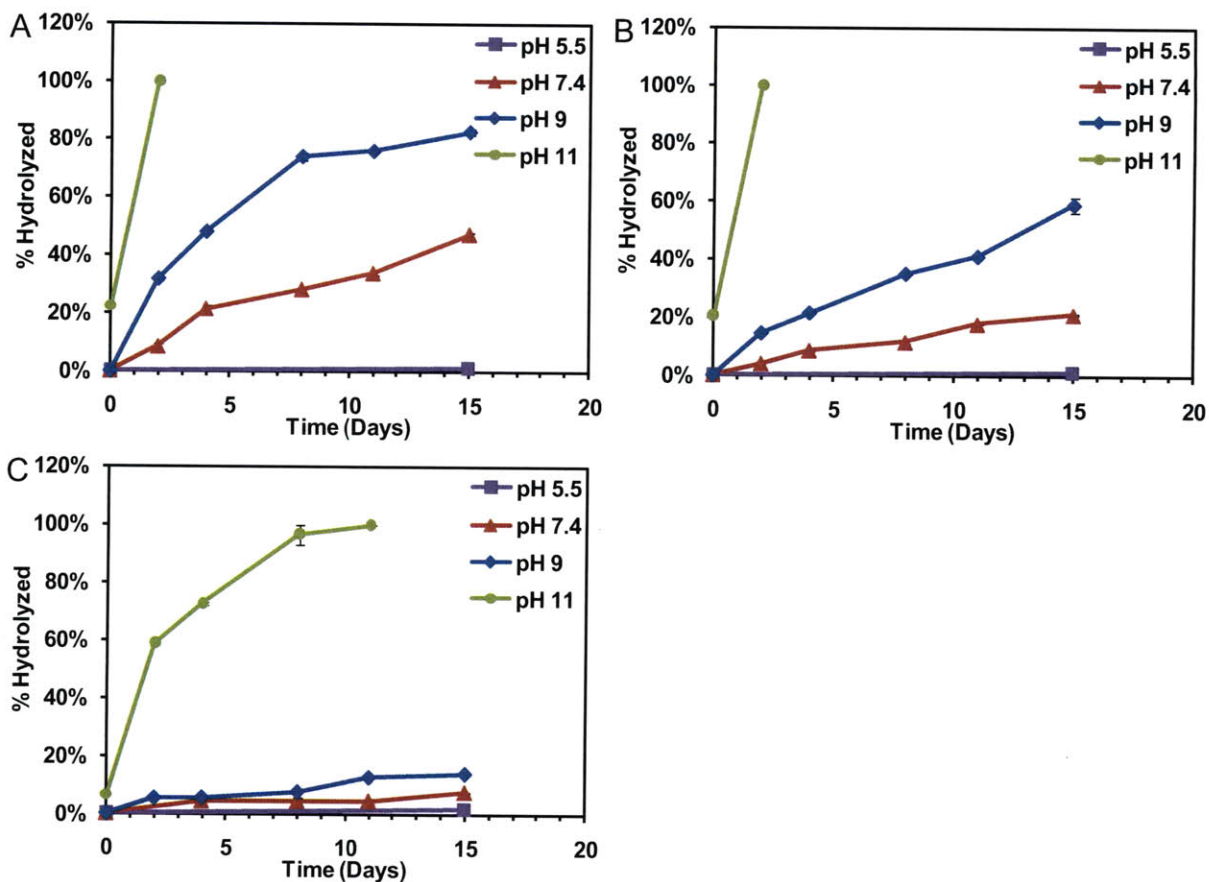 A
120%
100%
80%
60%
40%
20%
0%
% Hydrolyzed
pH 5.5
pH 7.4
pH 9
pH 11
0 5 10 15 20
Time (Days)
B
120%
100%
80%
60%
40%
20%
0%
% Hydrolyzed
pH 5.5
pH 7.4
pH 9
pH 11
0 5 10 15 20
Time (Days)
C
120%
100%
80%
60%
40%
20%
0%
% Hydrolyzed
pH 5.5
pH 7.4
pH 9
pH 11
0 5 10 15 20
Time (Days)